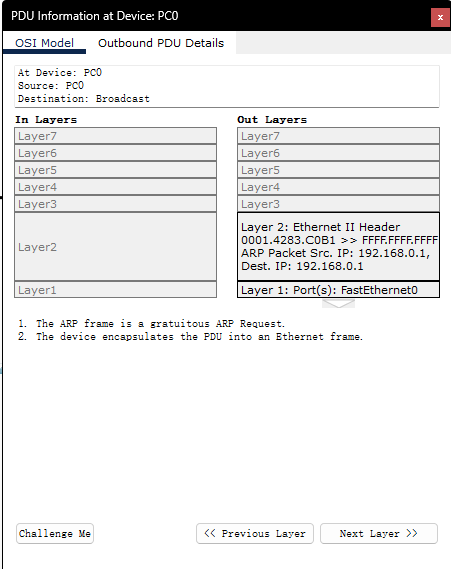 PDU Information at Device: PC0
x
OSI Model Outbound PDU Details
At Device: PC0
Source: PC0
Destination: Broadcast
In Layers
Layer7
Layer6
Layer5
Layer4
Layer3
Layer2
Layer1
Out Layers
Layer7
Layer6
Layer5
Layer4
Layer3
Layer 2: Ethernet II Header
0001.4283.C0B1 >> FFFF.FFFF.FFFF
ARP Packet Src. IP: 192.168.0.1,
Dest. IP: 192.168.0.1
Layer 1: Port(s): FastEthernet0
1. The ARP frame is a gratuitous ARP Request.
2. The device encapsulates the PDU into an Ethernet frame.
Challenge Me << Previous Layer Next Layer >>